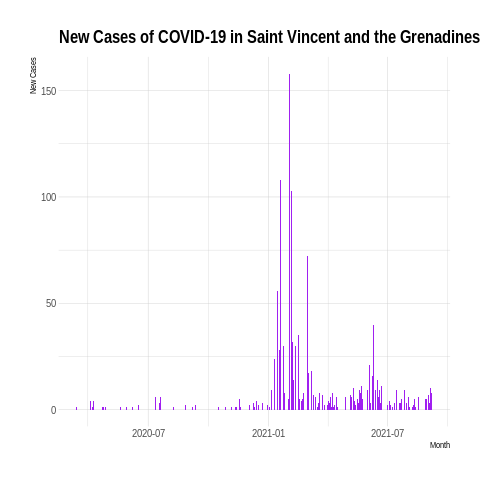 New Cases of COVID-19 in Saint Vincent and the Grenadines
New Cases
150
100
50
0
2020-07
2021-01
2021-07
Month